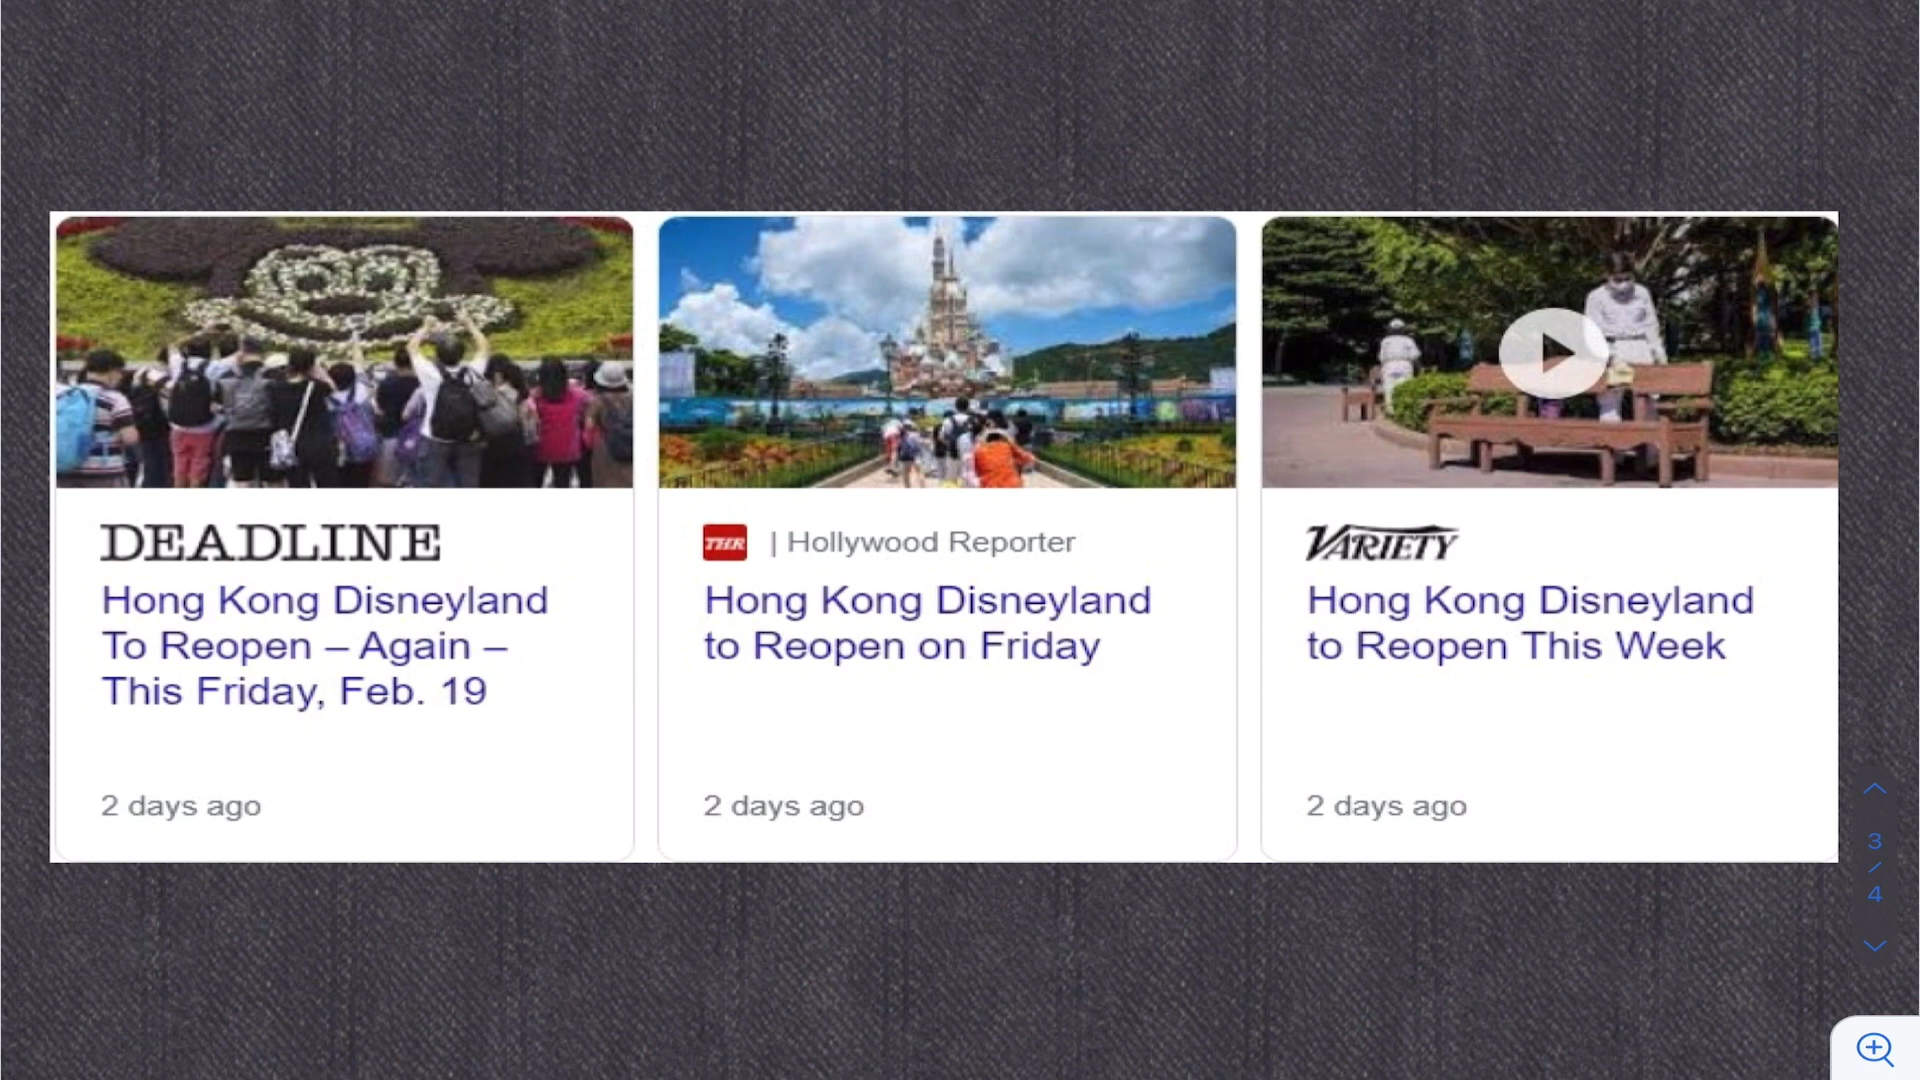 DEADLINE
Hong Kong Disneyland
To Reopen – Again –
This Friday, Feb. 19
2 days ago
THR | Hollywood Reporter
Hong Kong Disneyland
to Reopen on Friday
2 days ago
VARIETY
Hong Kong Disneyland
to Reopen This Week
2 days ago
3
/
4